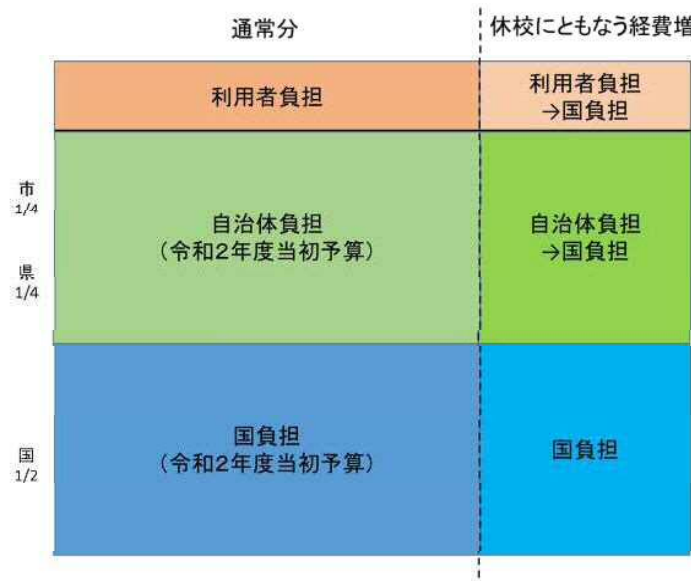 通常分
休校にともなう経費増
利用者負担
利用者負担
→国負担
市
1/4
県
1/4
自治体負担
（令和２年度当初予算）
自治体負担
→国負担
国
1/2
国負担
（令和２年度当初予算）
国負担